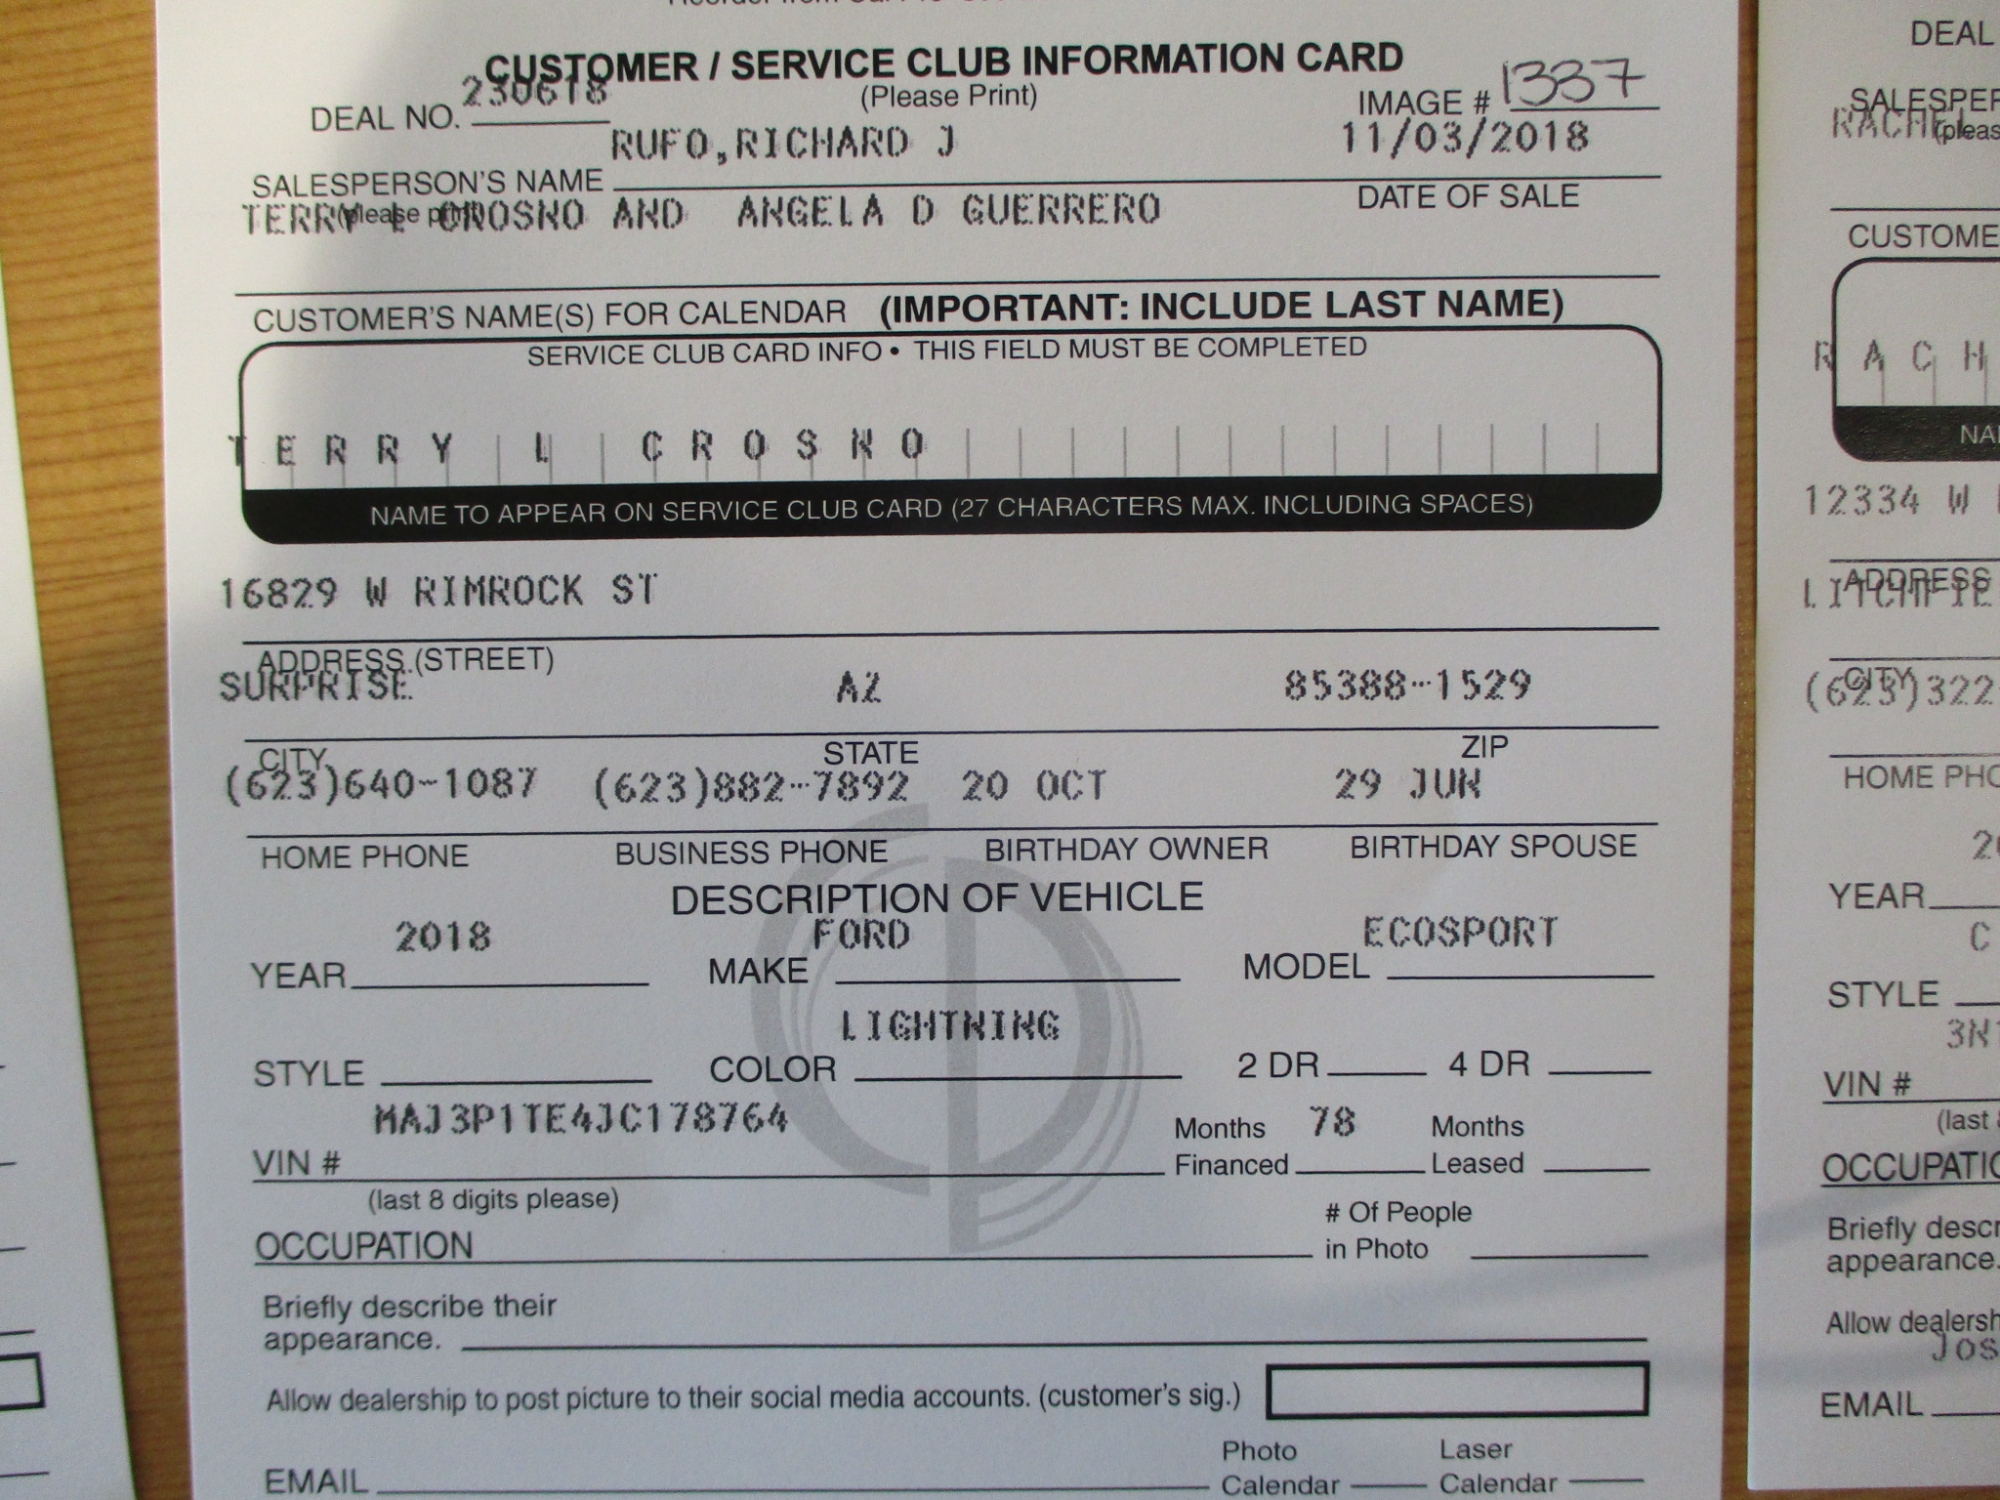 CUSTOMER / SERVICE CLUB INFORMATION CARD
230618
(Please Print)
DEAL NO.
IMAGE # 1337
RUFO,RICHARD J
11/03/2018
SALESPERSON'S NAME
(please print)
DATE OF SALE
TERRY L CROSNO AND ANGELA D GUERRERO
CUSTOMER'S NAME(S) FOR CALENDAR (IMPORTANT: INCLUDE LAST NAME)
SERVICE CLUB CARD INFO • THIS FIELD MUST BE COMPLETED
TERRY L CROSNO
NAME TO APPEAR ON SERVICE CLUB CARD (27 CHARACTERS MAX. INCLUDING SPACES)
16829 W RIMROCK ST
ADDRESS (STREET)
SURPRISE AZ 85388-1529
CITY STATE ZIP
(623)640-1087 (623)882-7892 20 OCT 29 JUN
HOME PHONE BUSINESS PHONE BIRTHDAY OWNER BIRTHDAY SPOUSE
DESCRIPTION OF VEHICLE
2018 FORD ECOSPORT
YEAR MAKE MODEL
LIGHTNING
STYLE COLOR 2 DR 4 DR
MAJ3P1TE4JC178764
Months 78 Months
VIN # Financed Leased
(last 8 digits please)
# Of People
OCCUPATION in Photo
Briefly describe their
appearance.
Allow dealership to post picture to their social media accounts. (customer's sig.)
Photo Laser
EMAIL Calendar Calendar
DEAL
RACHEL
R A C H
12334 W
ADDRESS
CITY
(623)322
YEAR
C
STYLE
VIN #
(last
Briefly
appearance.
Allow
EMAIL